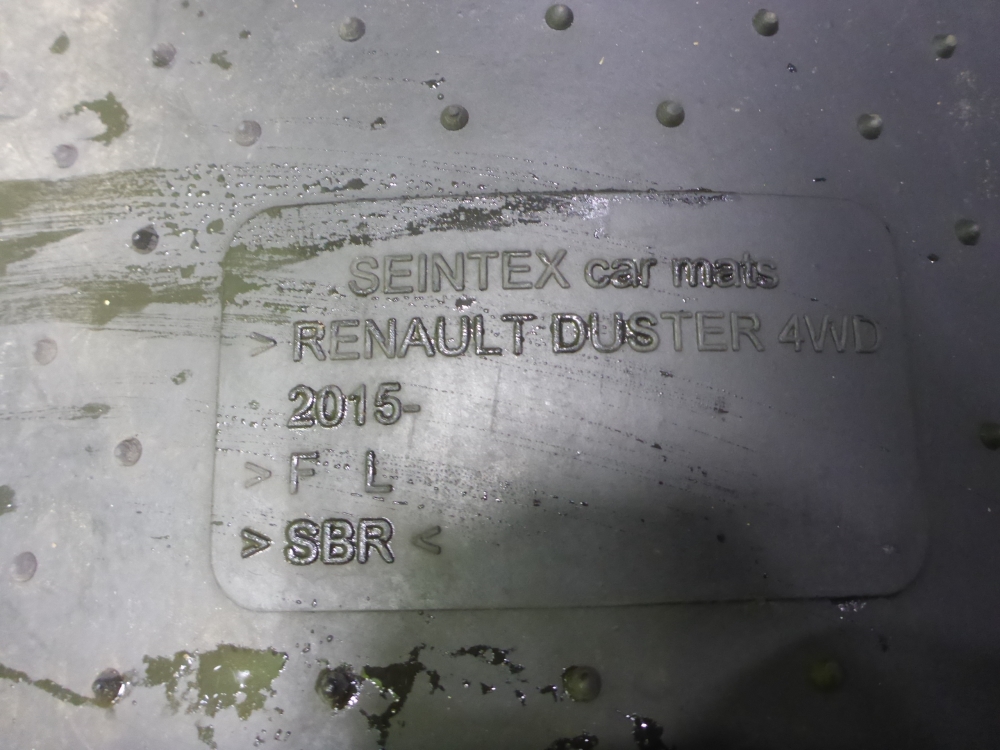 SEINTEX car mats
> RENAULT DUSTER 4WD
2015-
> F L
> SBR <